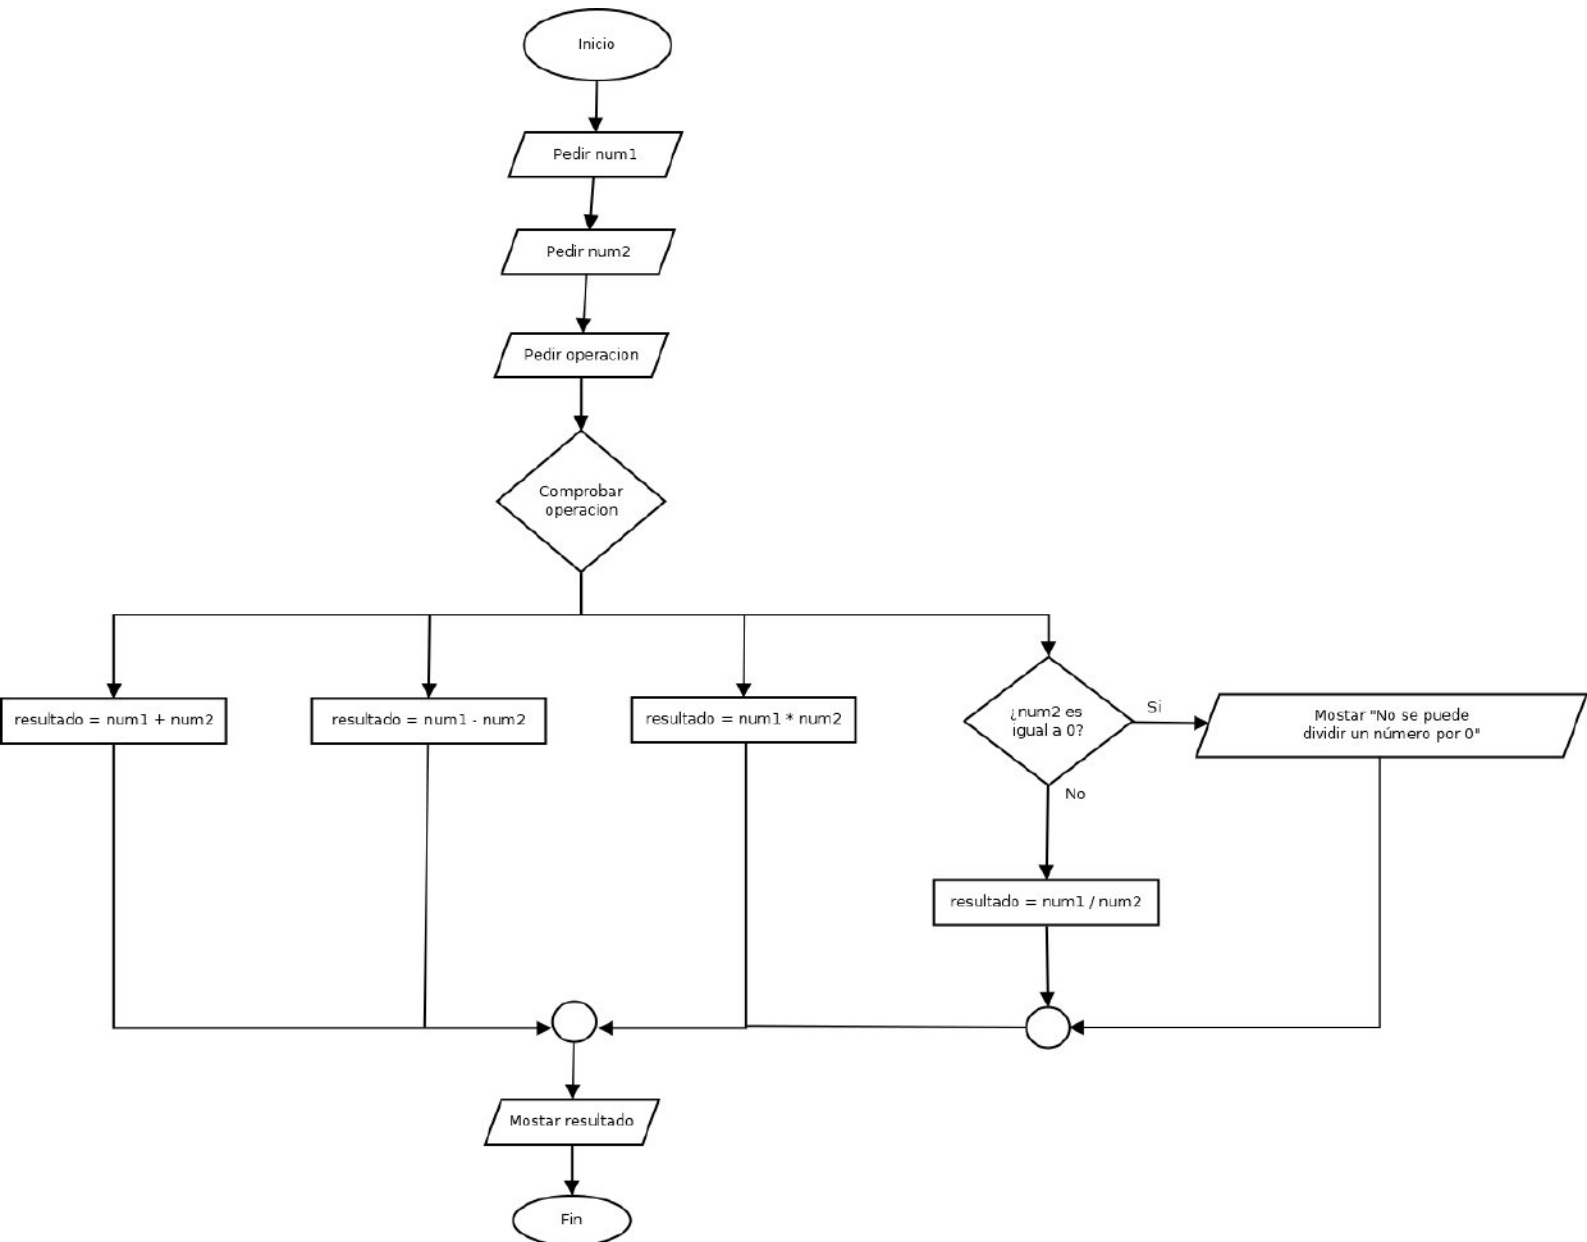 Inicio
Pedir num1
Pedir num2
Pedir operacion
Comprobar
operacion
resultado = num1 + num2
resultado = num1 - num2
resultado = num1 * num2
¿num2 es
igual a 0?
Si
Mostar "No se puede
dividir un número por 0"
No
resultado = num1 / num2
Mostar resultado
Fin